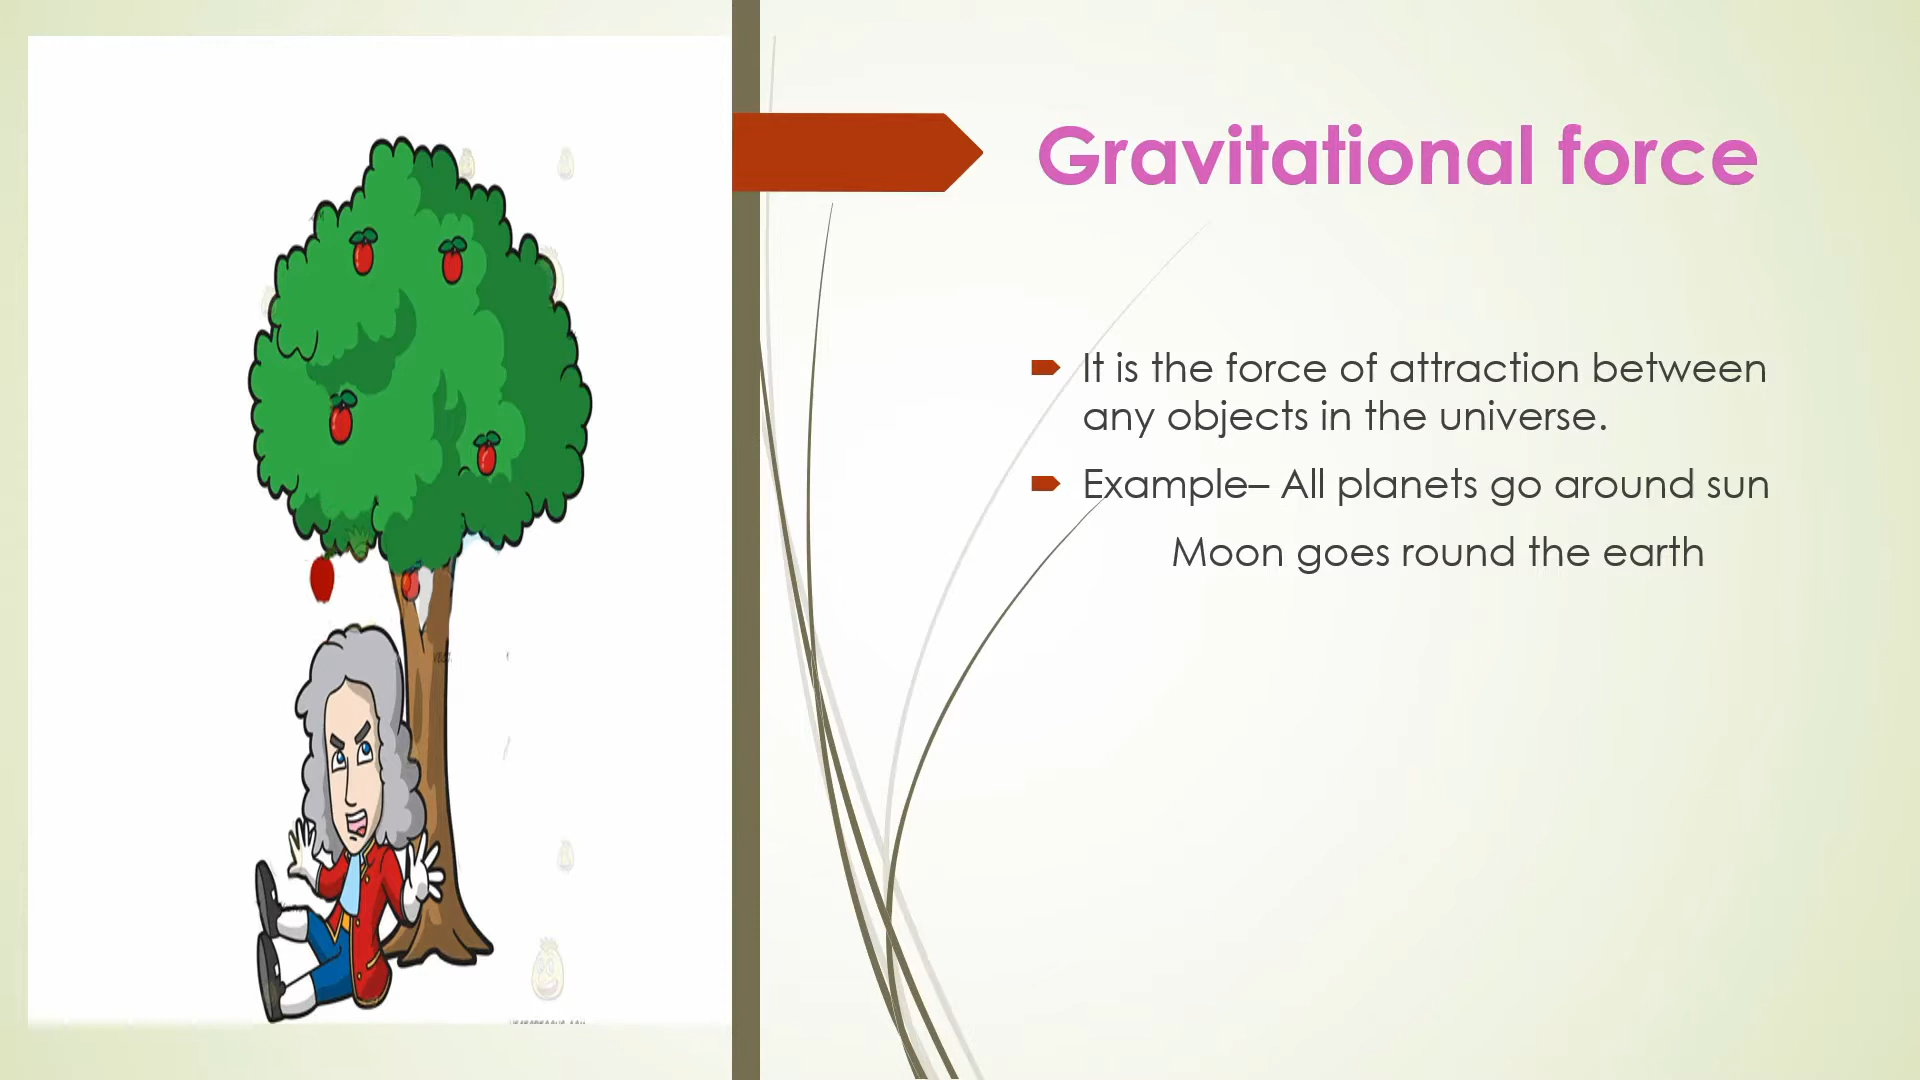 Gravitational force
It is the force of attraction between
any objects in the universe.
Example– All planets go around sun
Moon goes round the earth